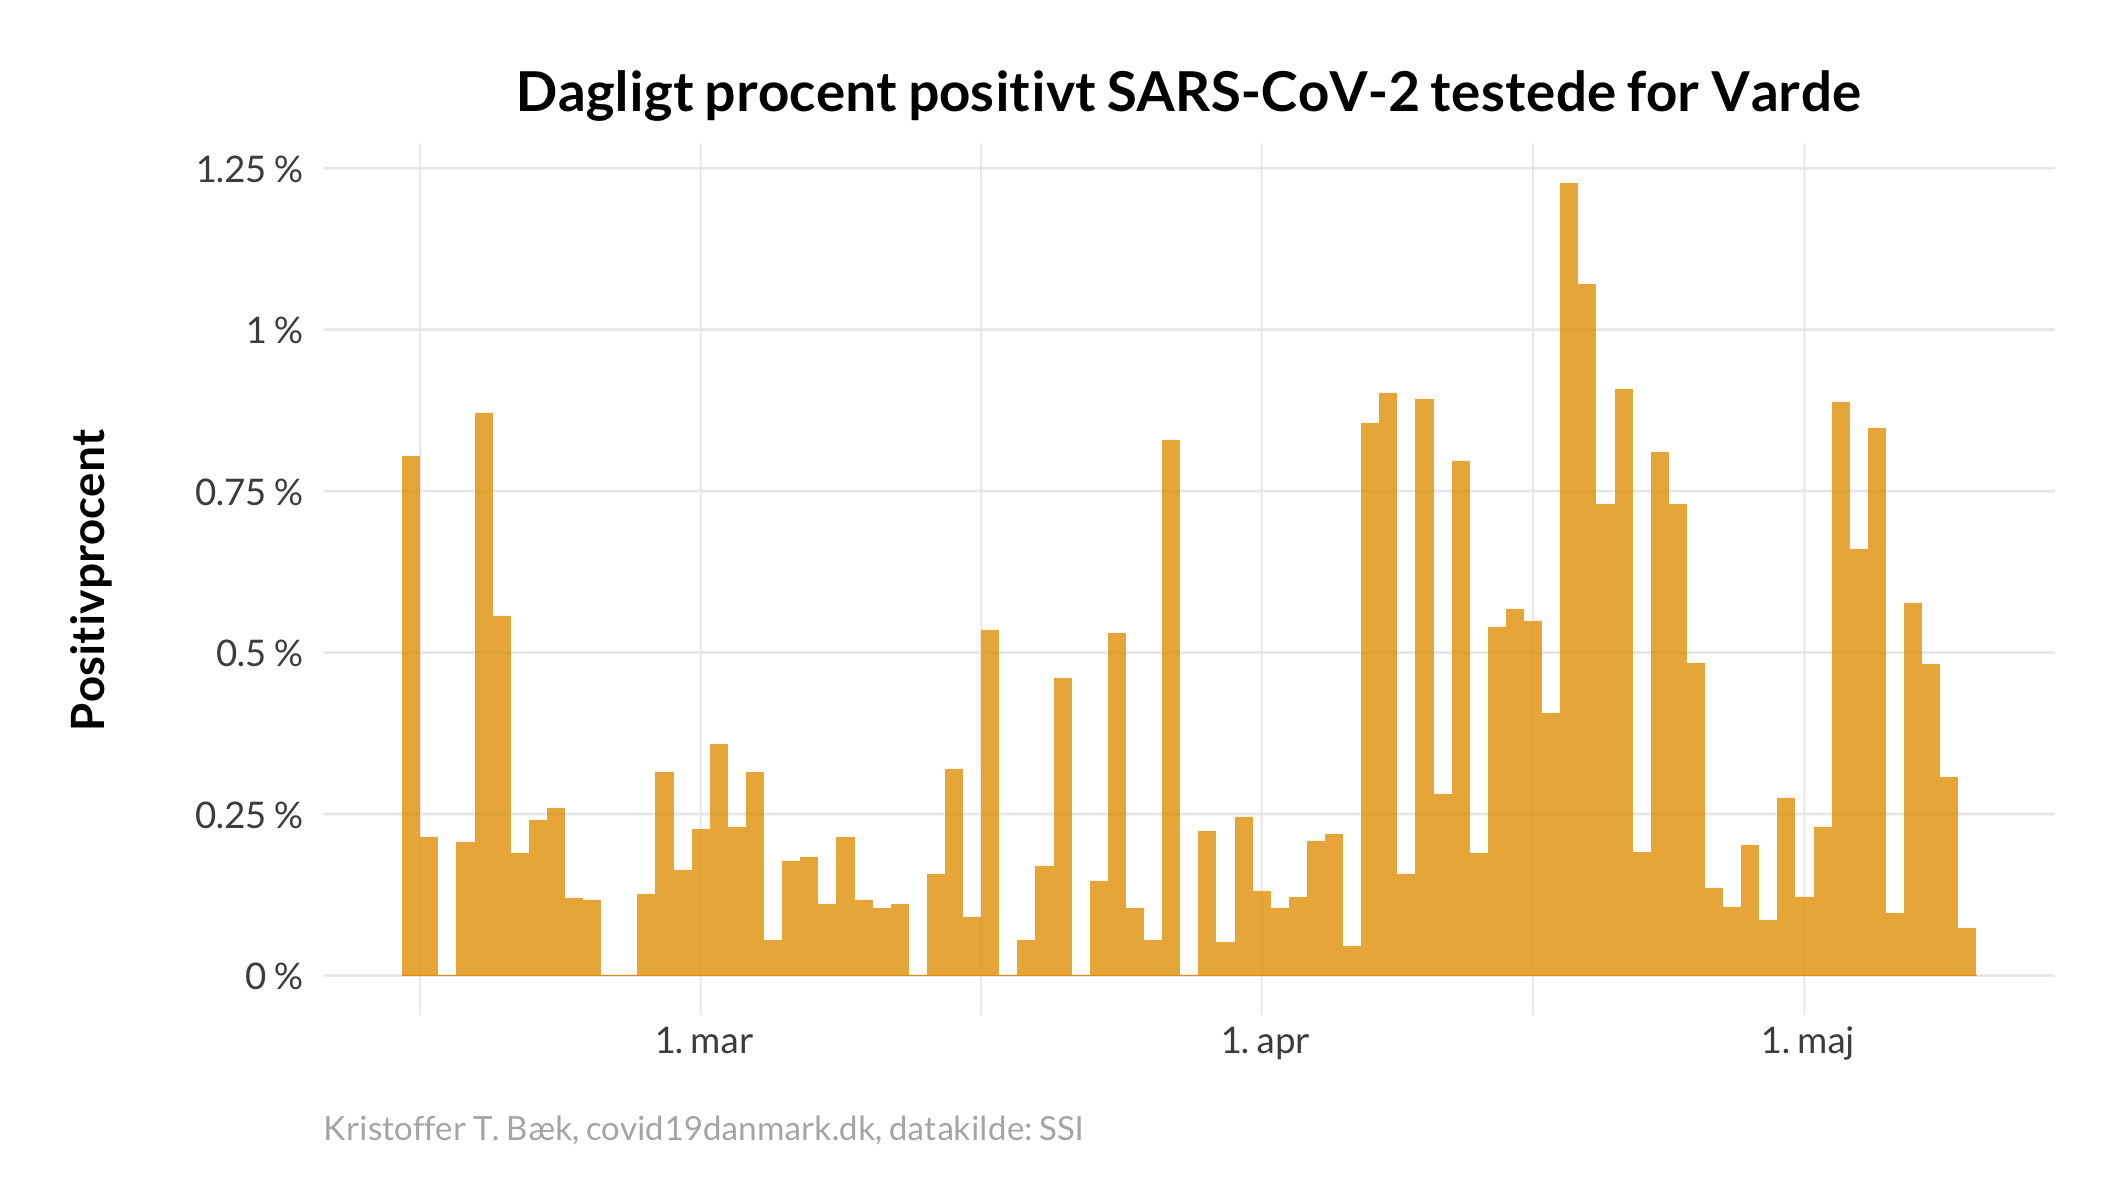 Dagligt procent positivt SARS-CoV-2 testede for Varde
Positivprocent
1.25 %
1 %
0.75 %
0.5 %
0.25 %
0 %
1. mar
1. apr
1. maj
Kristoffer T. Bæk, covid19danmark.dk, datakilde: SSI